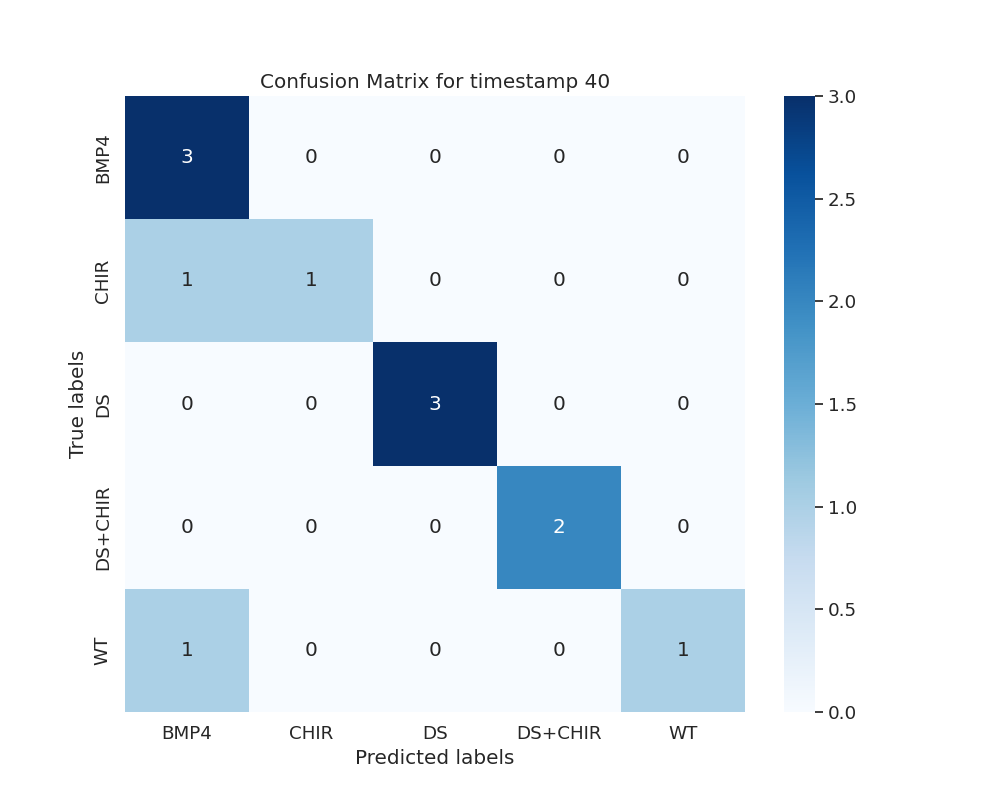 Confusion Matrix for timestamp 40
True labels
BMP4 3 0 0 0 0
CHIR 1 1 0 0 0
DS 0 0 3 0 0
DS+CHIR 0 0 0 2 0
WT 1 0 0 0 1
BMP4 CHIR DS DS+CHIR WT
Predicted labels
3.0
2.5
2.0
1.5
1.0
0.5
0.0